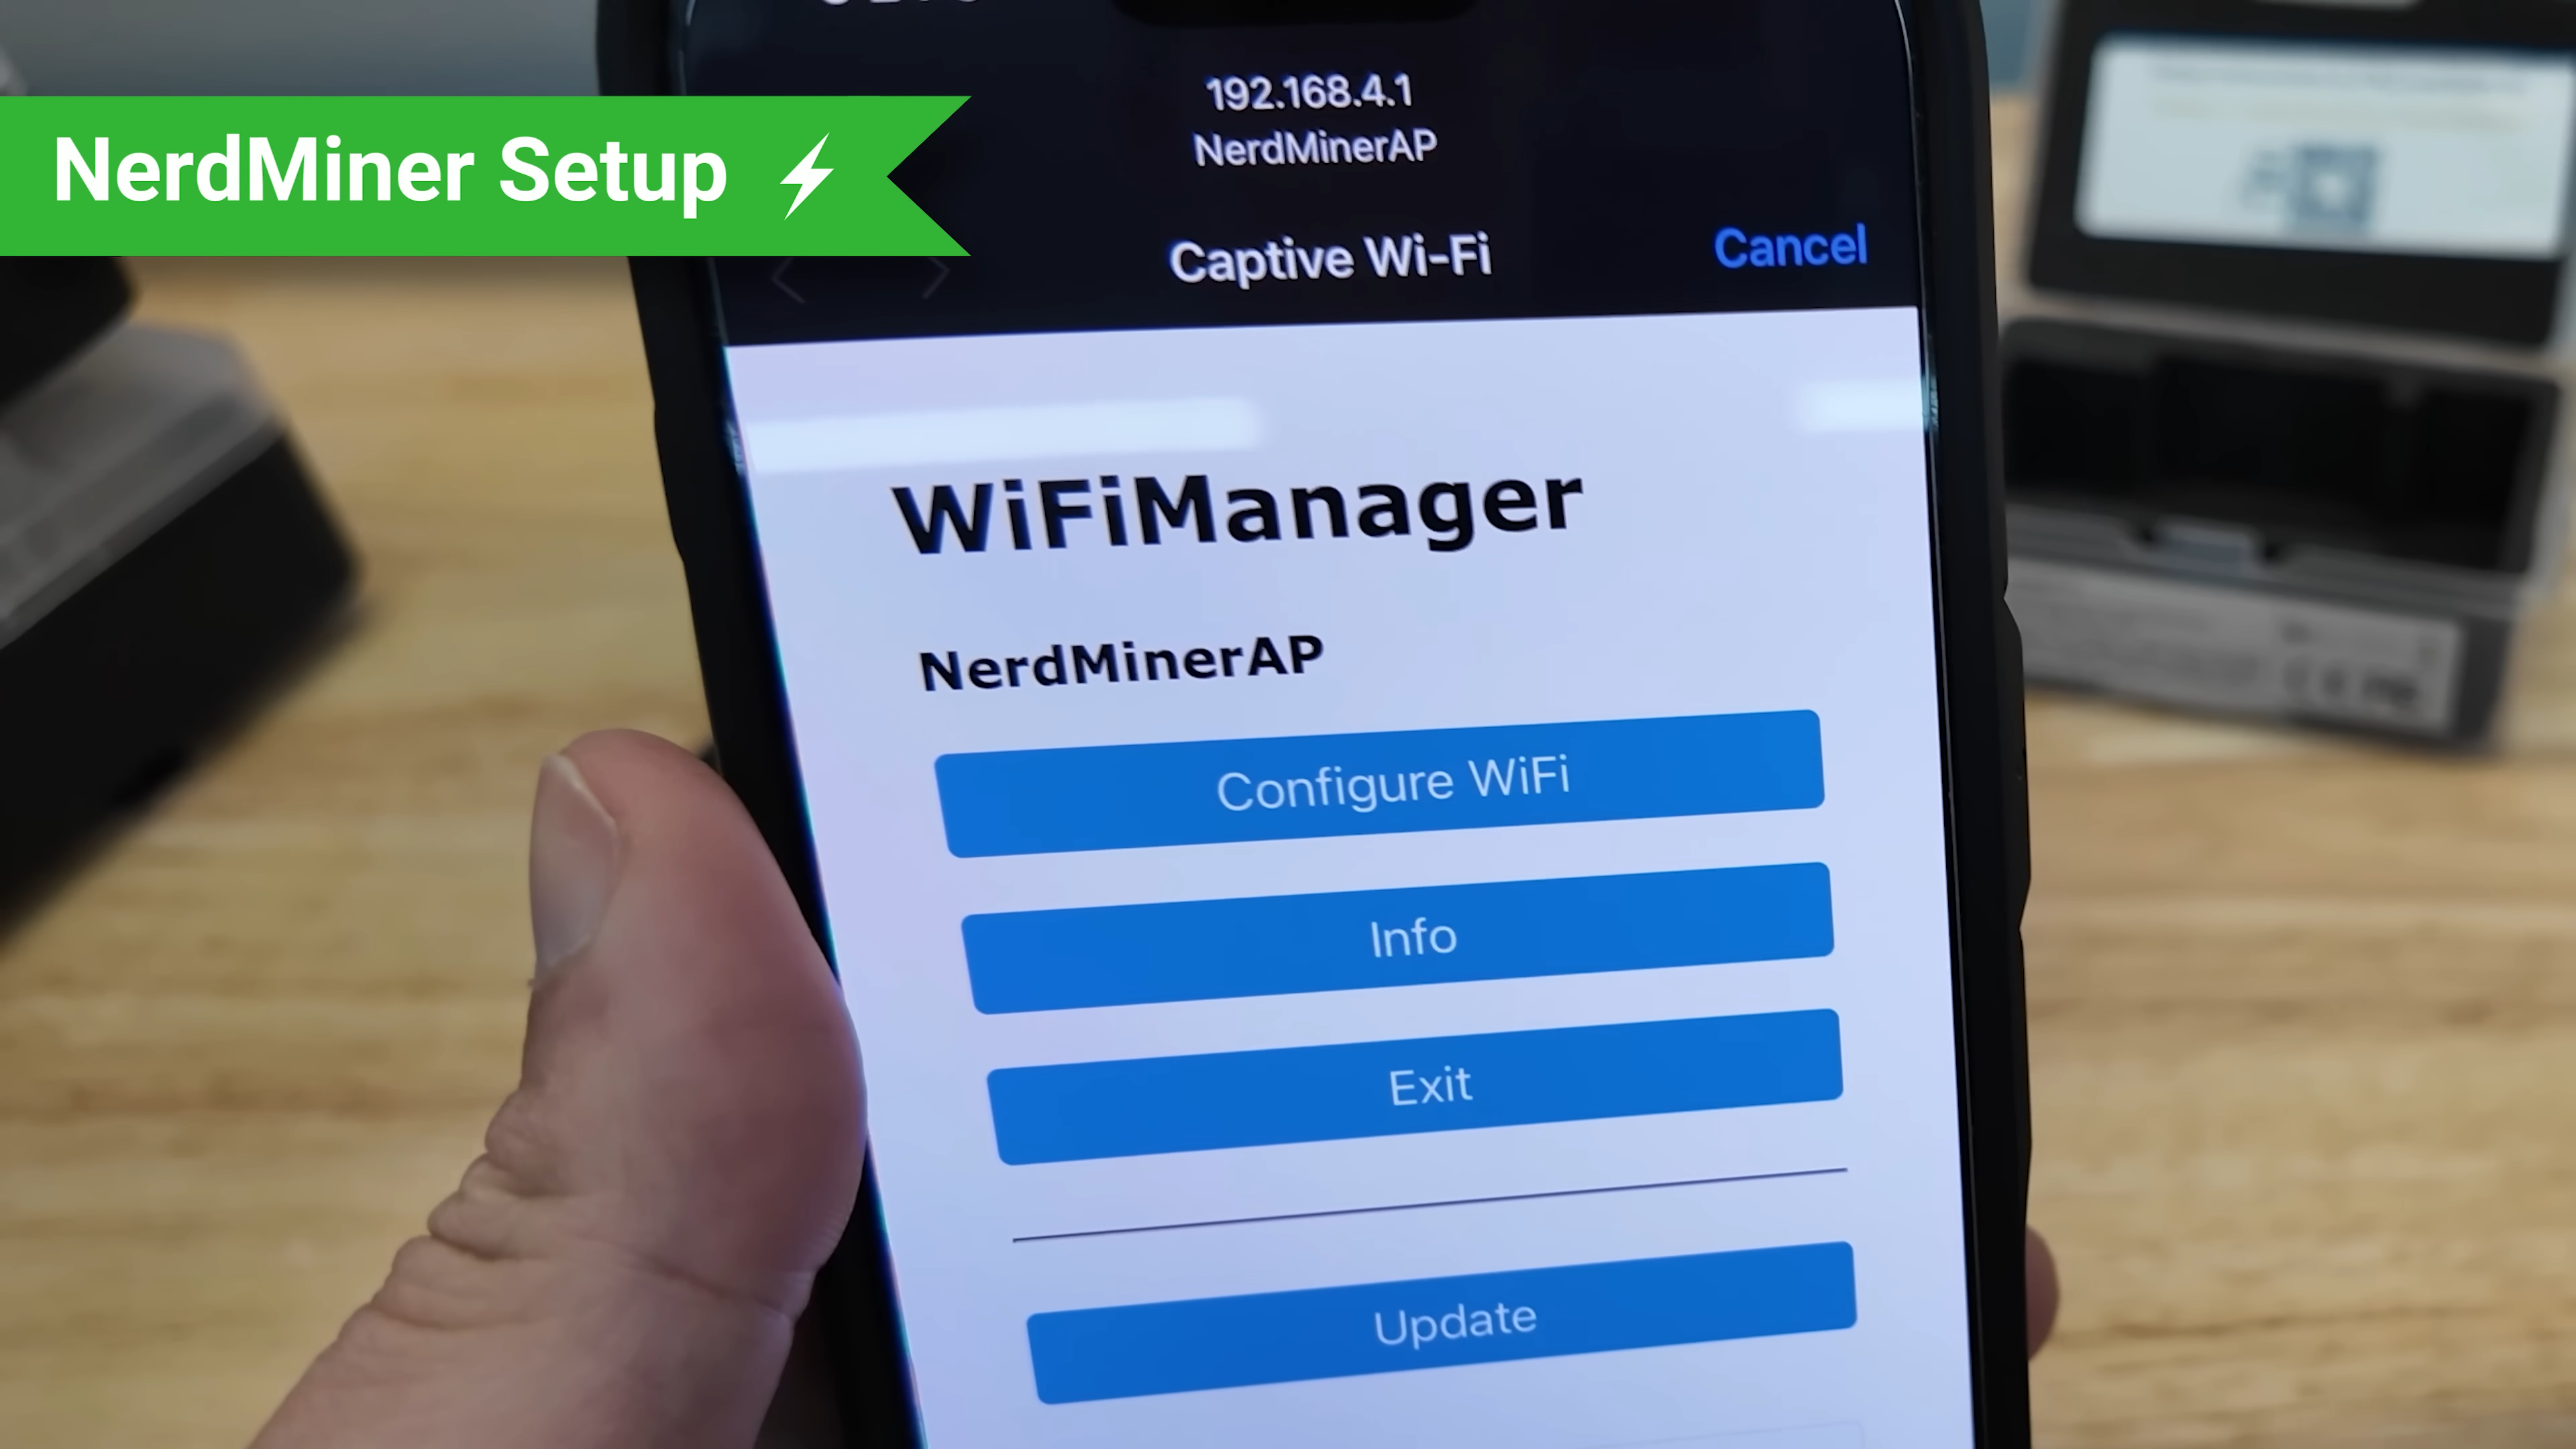 NerdMiner Setup ⚡
192.168.4.1
NerdMinerAP
Captive Wi-Fi
Cancel
WiFiManager
NerdMinerAP
Configure WiFi
Info
Exit
Update